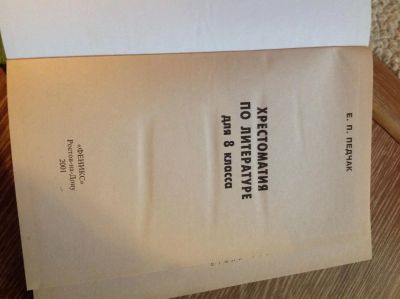 Е. П. ПЕДЧАК
ХРЕСТОМАТИЯ
ПО ЛИТЕРАТУРЕ
для 8 класса
«ФЕНИКС»
Ростов-на-Дону
2001